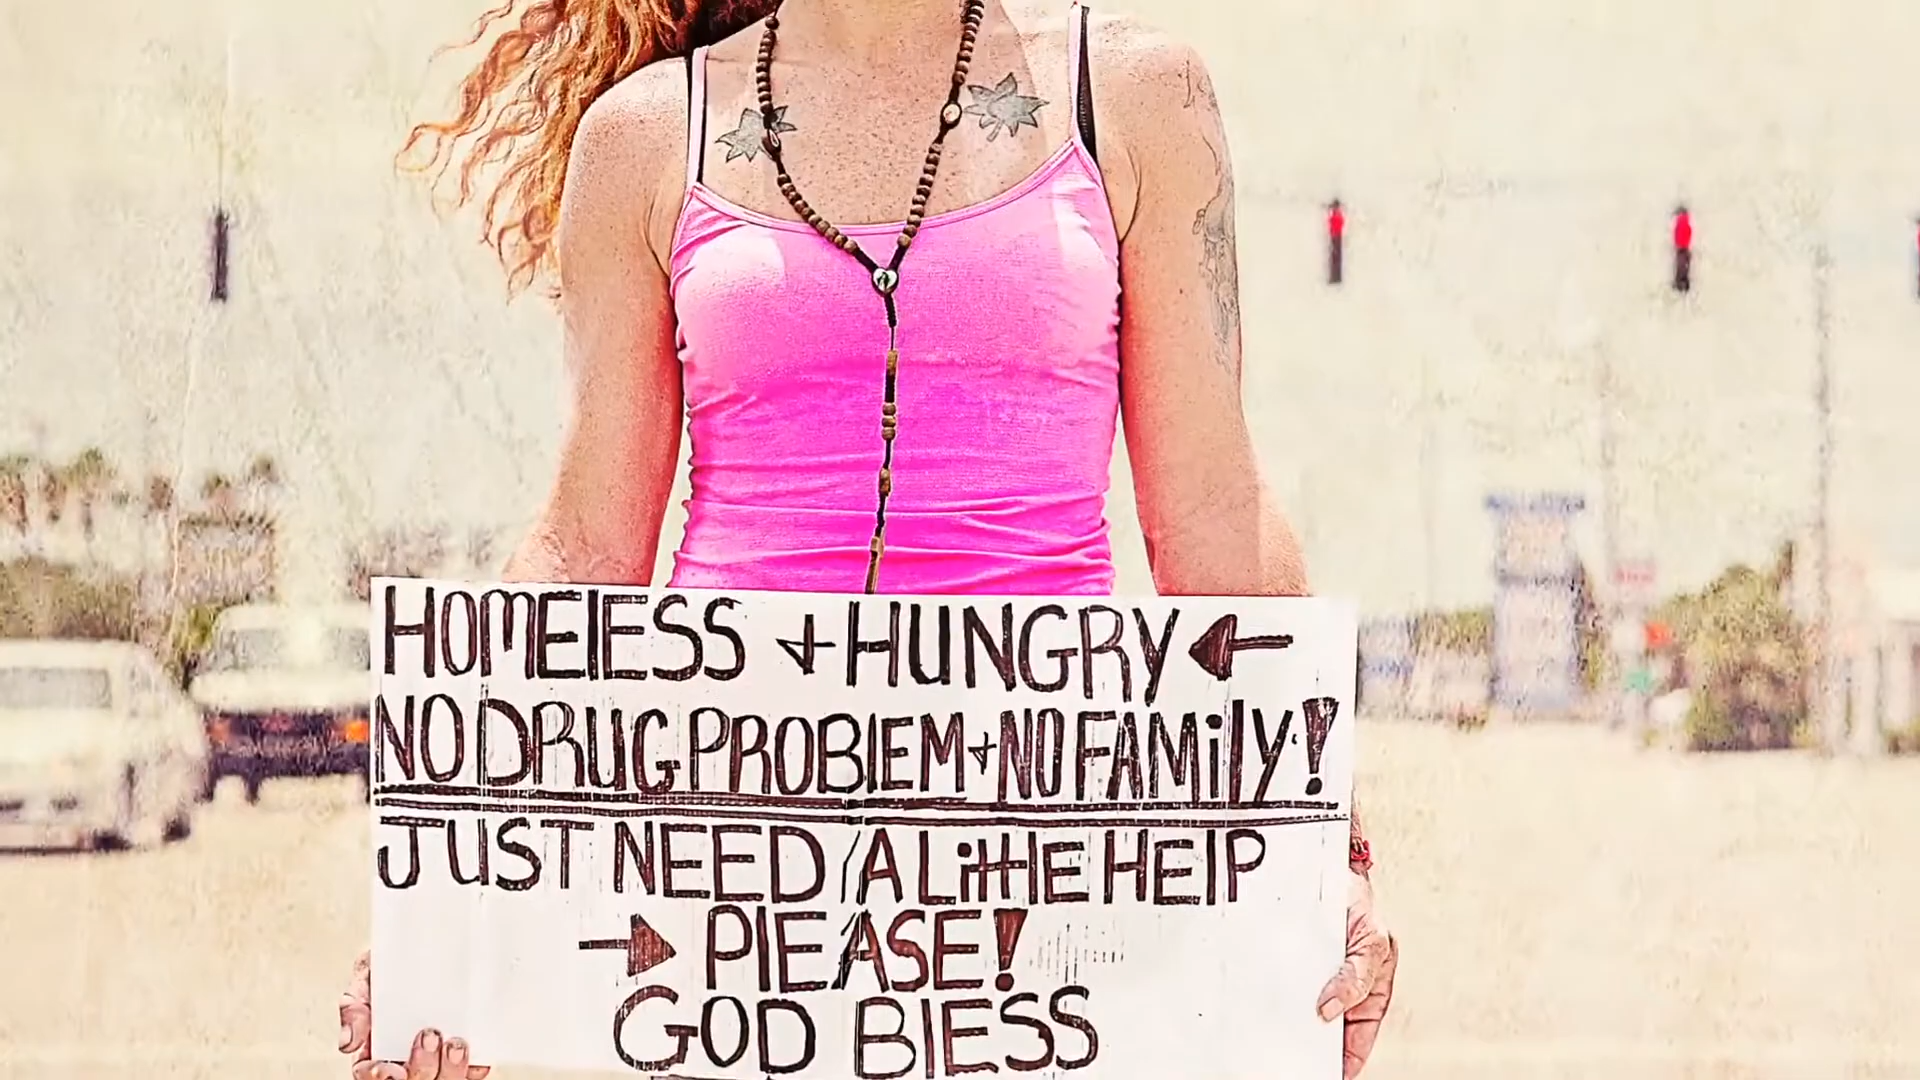 HOMElESS + HUNGRY ←
NO DRUG PROBlEM + NO FAMily!
JUST NEED A LittlE HElP
→ PlEASE!
GOD BlESS